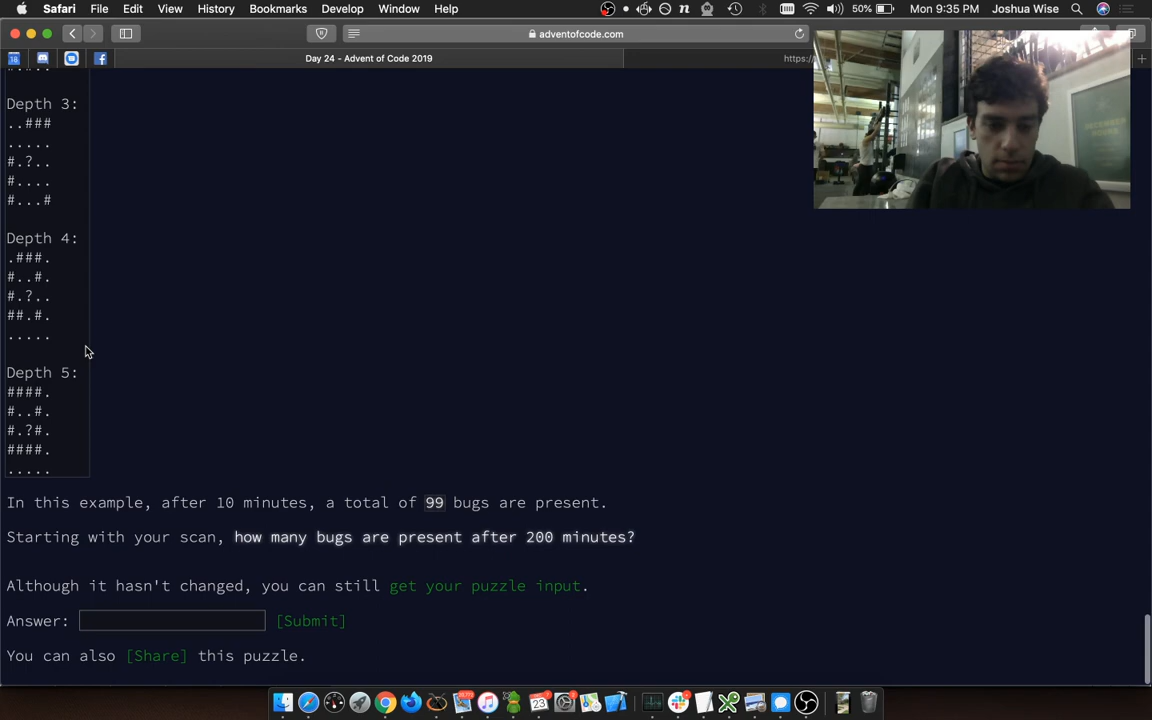 Safari File Edit View History Bookmarks Develop Window Help 50% Mon 9:35 PM Joshua Wise
adventofcode.com
Day 24 - Advent of Code 2019 https:/
Depth 3:
..###
.....
#.?..
#....
#...#
Depth 4:
.###.
#..#.
#.?..
##.#.
.....
Depth 5:
####.
#..#.
#.?#.
####.
.....
In this example, after 10 minutes, a total of 99 bugs are present.
Starting with your scan, how many bugs are present after 200 minutes?
Although it hasn't changed, you can still get your puzzle input.
Answer: [Submit]
You can also [Share] this puzzle.
23